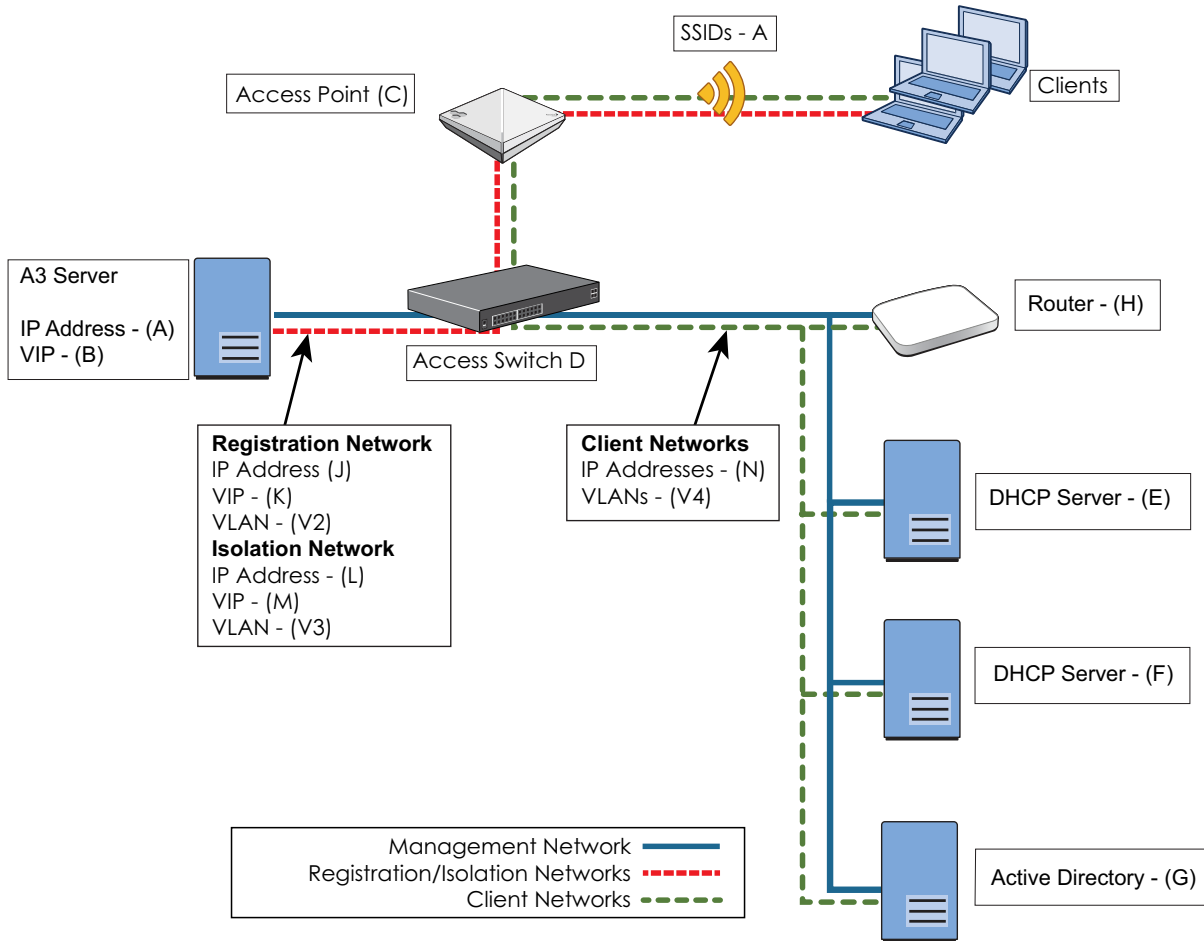 SSIDs - A
Access Point (C)
Clients
A3 Server
IP Address - (A)
VIP - (B)
Access Switch D
Router - (H)
Registration Network
IP Address (J)
VIP - (K)
VLAN - (V2)
Isolation Network
IP Address - (L)
VIP - (M)
VLAN - (V3)
Client Networks
IP Addresses - (N)
VLANs - (V4)
DHCP Server - (E)
DHCP Server - (F)
Active Directory - (G)
Management Network
Registration/Isolation Networks
Client Networks